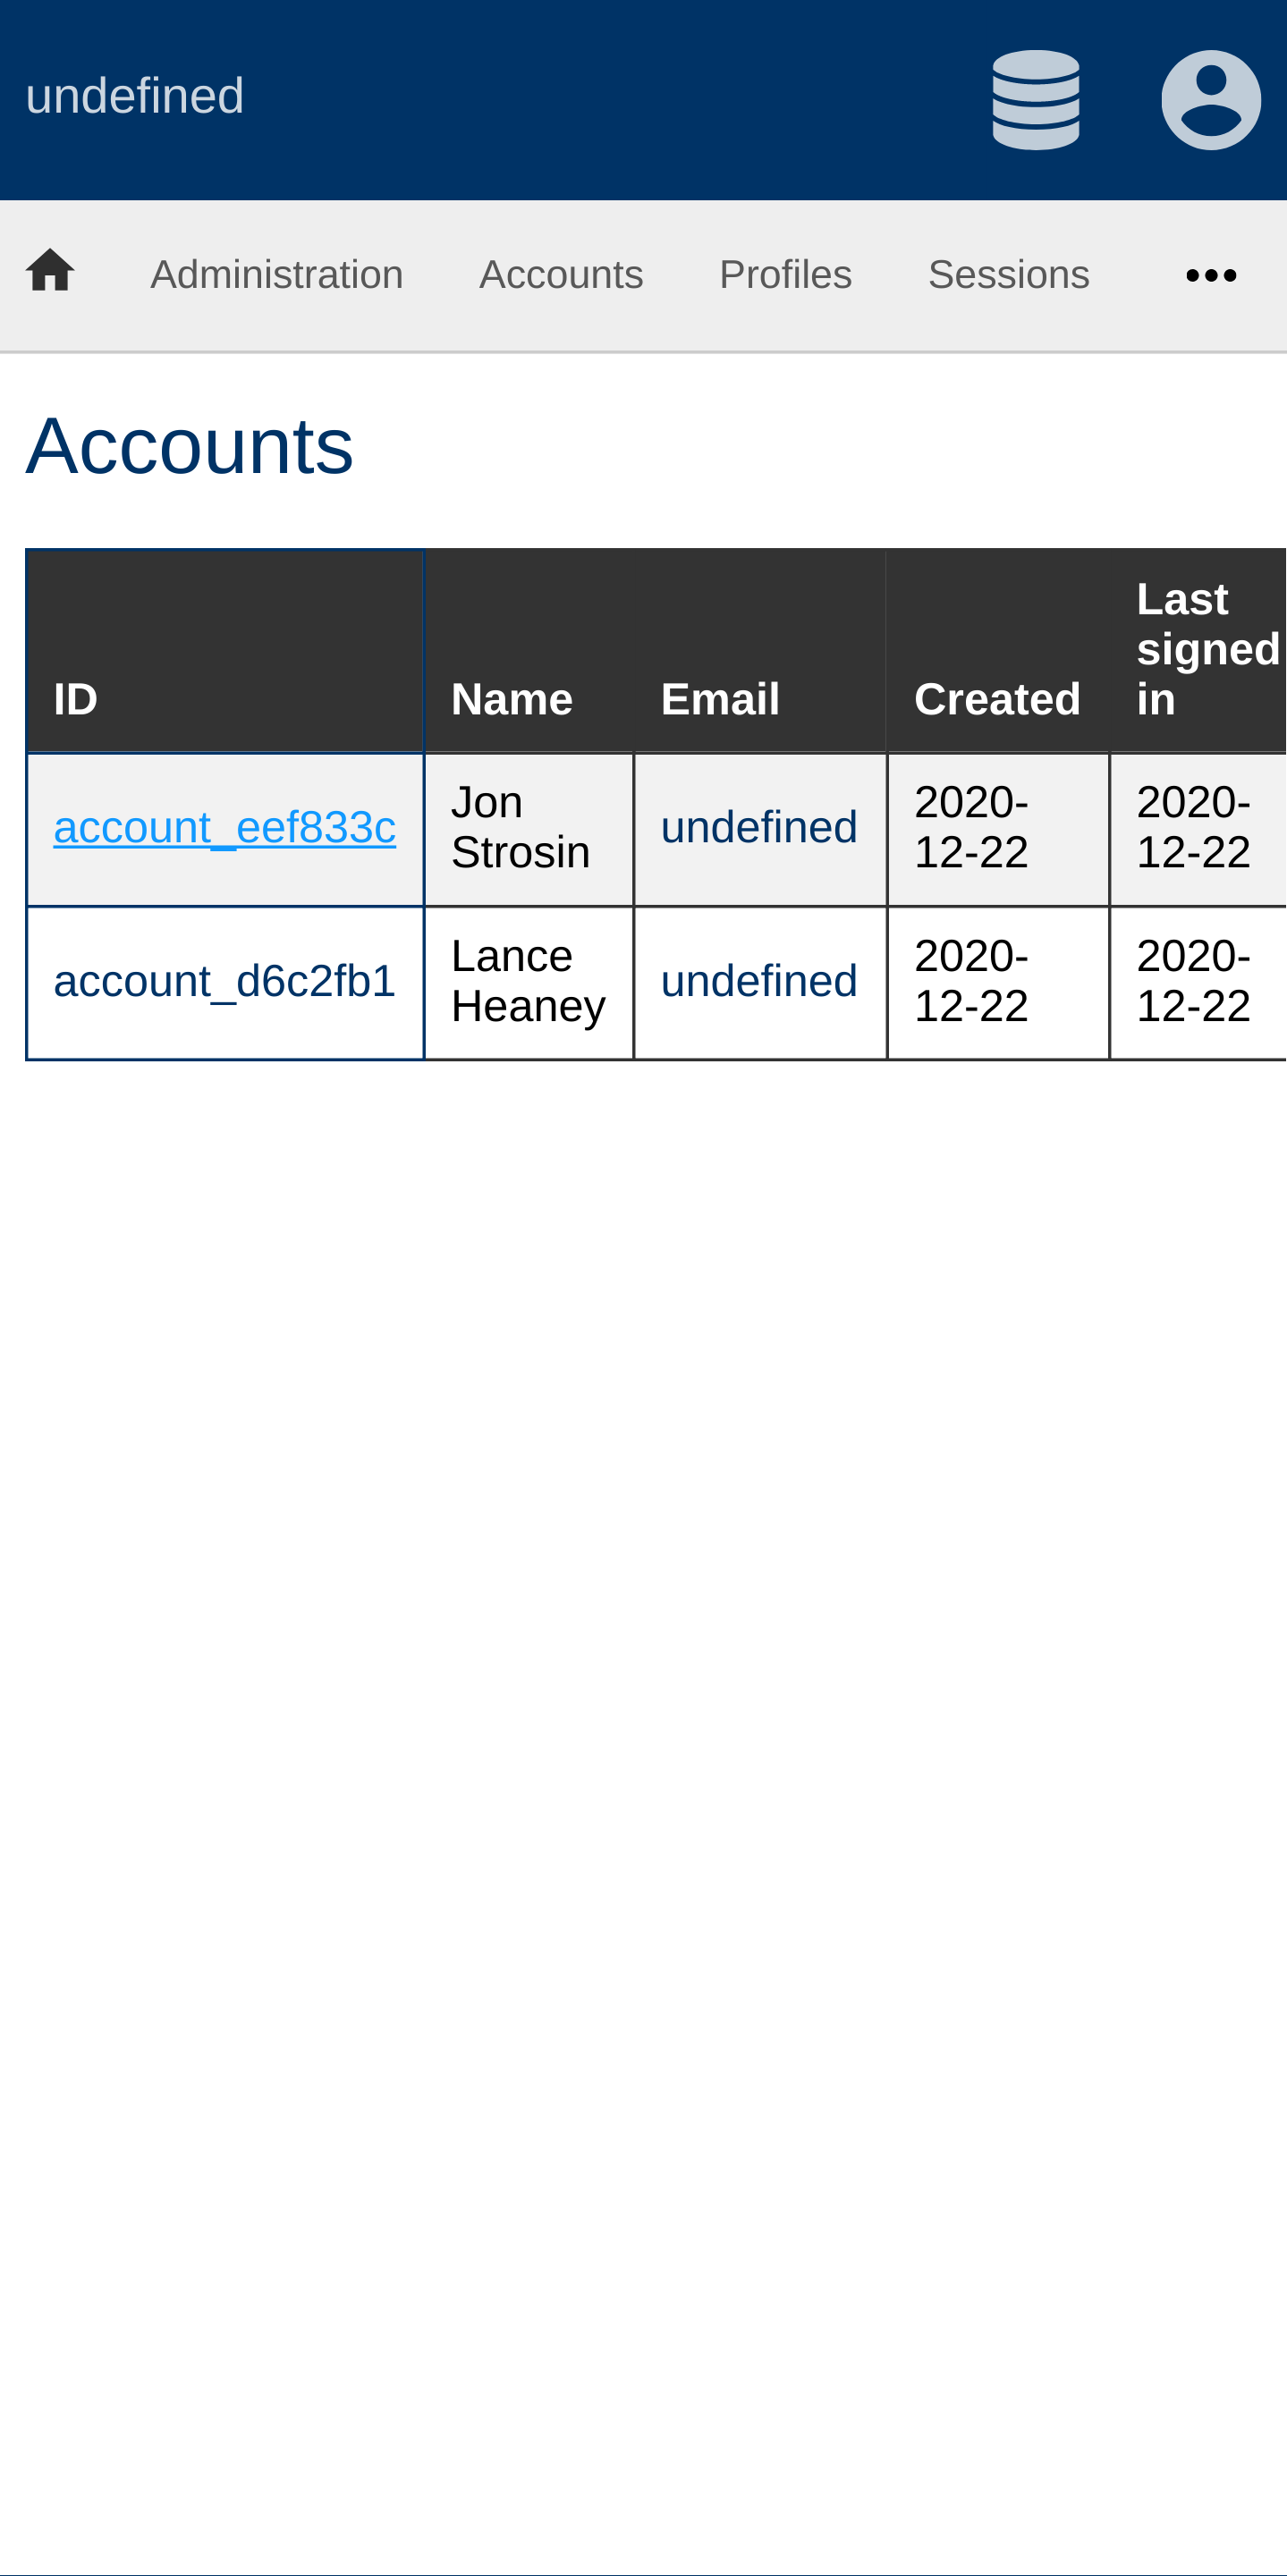 undefined
Administration Accounts Profiles Sessions •••
Accounts
ID Name Email Created Last signed in
account_eef833c Jon Strosin undefined 2020-12-22 2020-12-22
account_d6c2fb1 Lance Heaney undefined 2020-12-22 2020-12-22